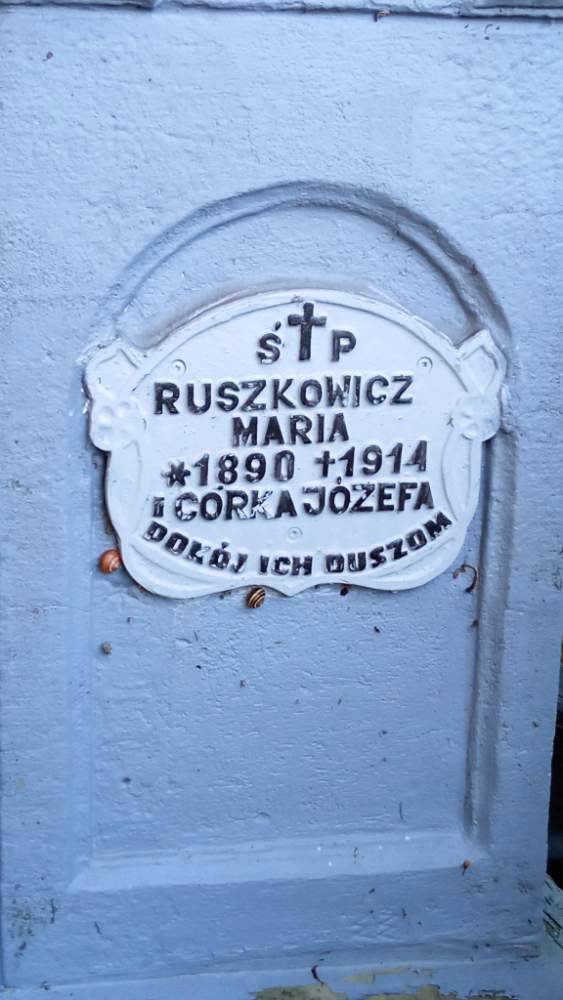 Ś † P
RUSZKOWICZ
MARIA
*1890 †1914
I CÓRKA JÓZEFA
POKÓJ ICH DUSZOM